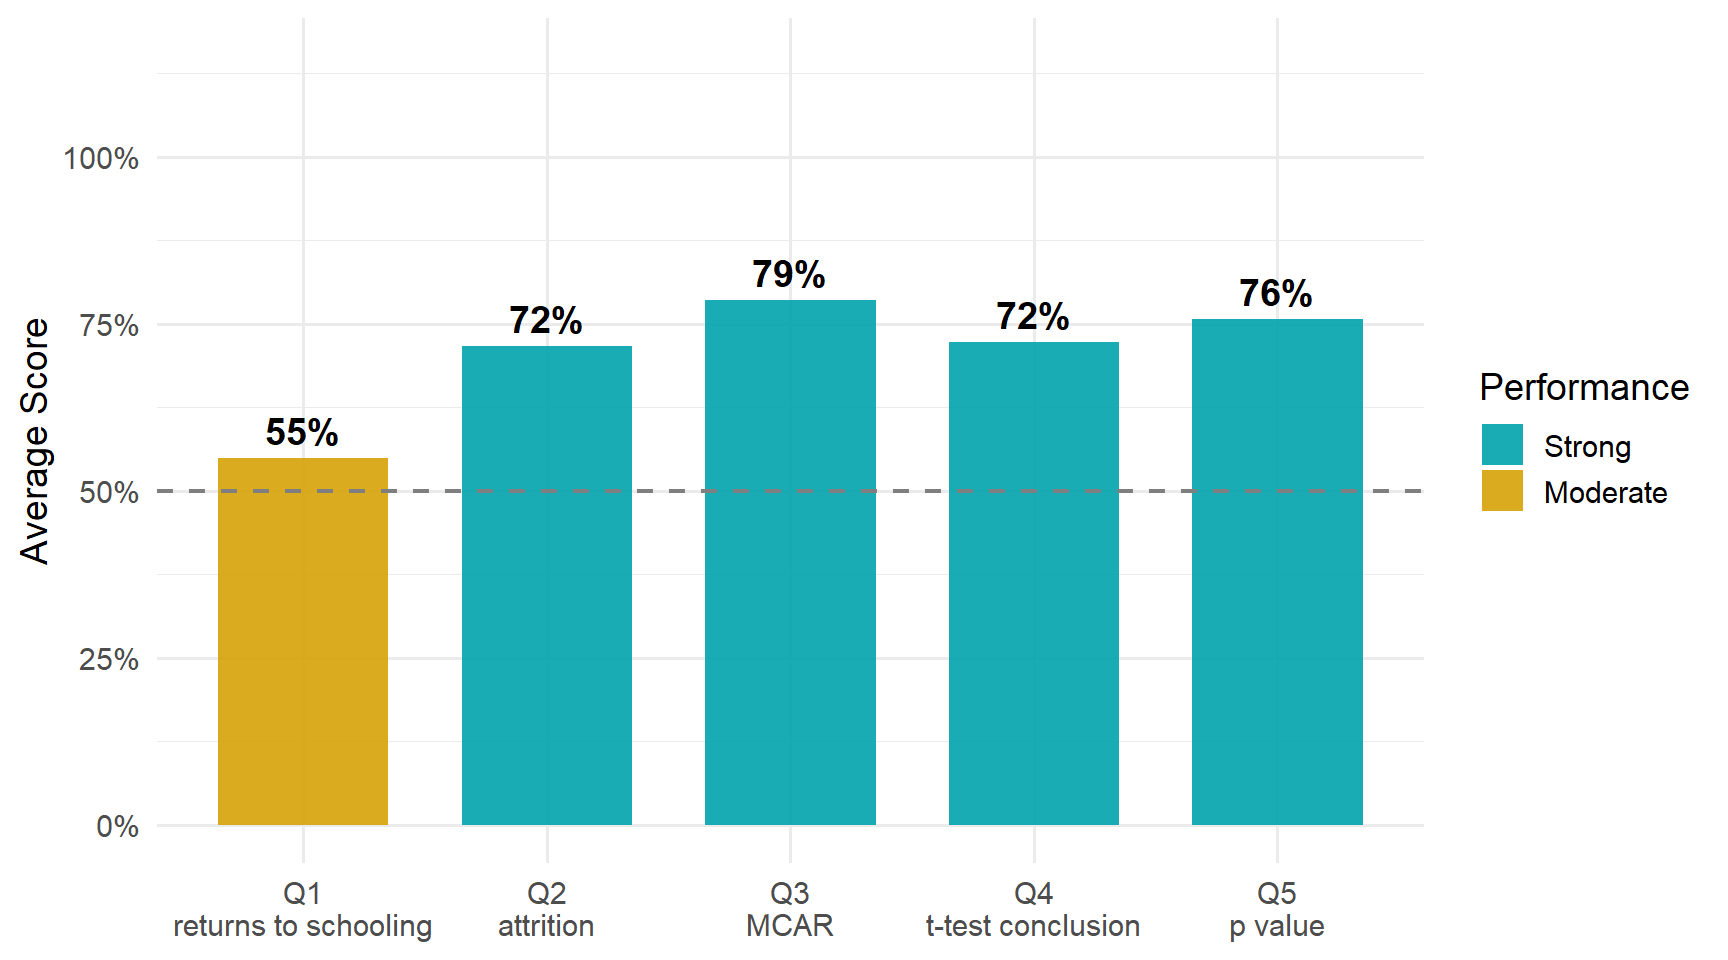 100%
75%
50%
25%
0%
Average Score
55%
72%
79%
72%
76%
Q1
returns to schooling
Q2
attrition
Q3
MCAR
Q4
t-test conclusion
Q5
p value
Performance
Strong
Moderate